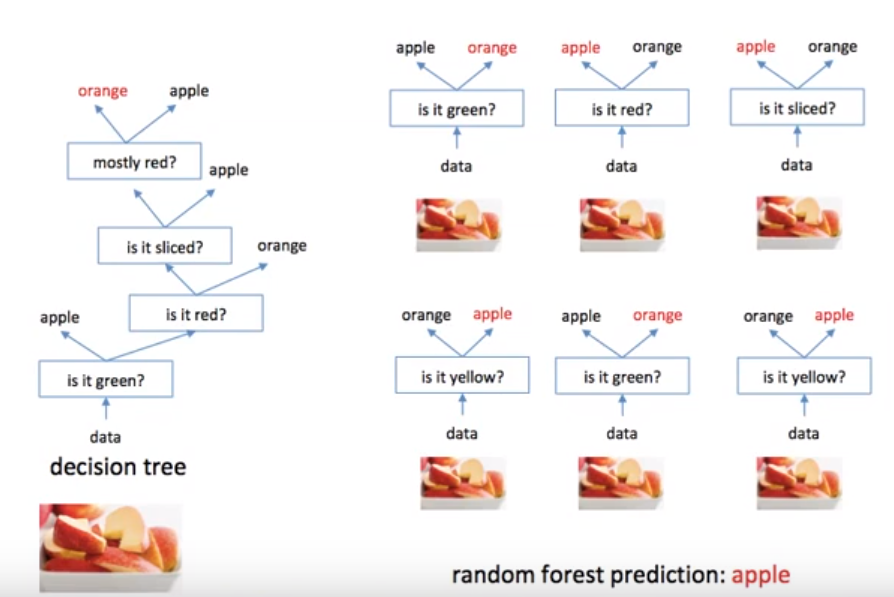 orange apple
mostly red?
apple
is it sliced?
orange
is it red?
apple
is it green?
data
decision tree
apple orange
is it green?
data
apple orange
is it red?
data
apple orange
is it sliced?
data
orange apple
is it yellow?
data
apple orange
is it green?
data
orange apple
is it yellow?
data
random forest prediction: apple